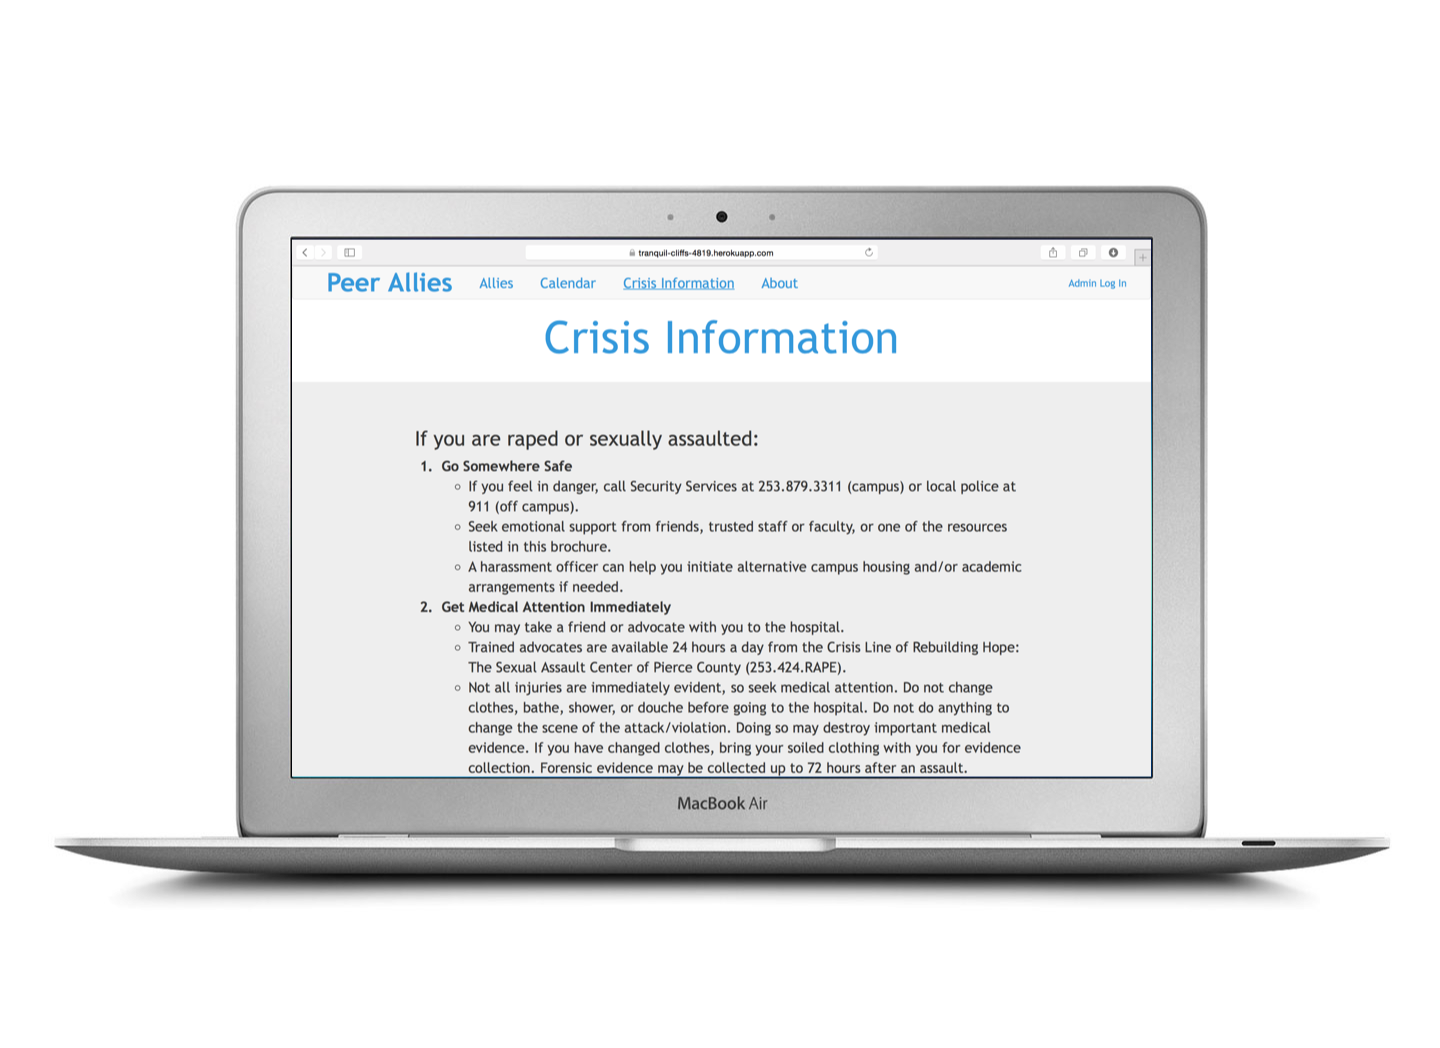 tranquil-cliffs-4819.herokuapp.com
Peer Allies Allies Calendar Crisis Information About Admin Log In
Crisis Information
If you are raped or sexually assaulted:
1. Go Somewhere Safe
◦ If you feel in danger, call Security Services at 253.879.3311 (campus) or local police at
911 (off campus).
◦ Seek emotional support from friends, trusted staff or faculty, or one of the resources
listed in this brochure.
◦ A harassment officer can help you initiate alternative campus housing and/or academic
arrangements if needed.
2. Get Medical Attention Immediately
◦ You may take a friend or advocate with you to the hospital.
◦ Trained advocates are available 24 hours a day from the Crisis Line of Rebuilding Hope:
The Sexual Assault Center of Pierce County (253.424.RAPE).
◦ Not all injuries are immediately evident, so seek medical attention. Do not change
clothes, bathe, shower, or douche before going to the hospital. Do not do anything to
change the scene of the attack/violation. Doing so may destroy important medical
evidence. If you have changed clothes, bring your soiled clothing with you for evidence
collection. Forensic evidence may be collected up to 72 hours after an assault.
MacBook Air